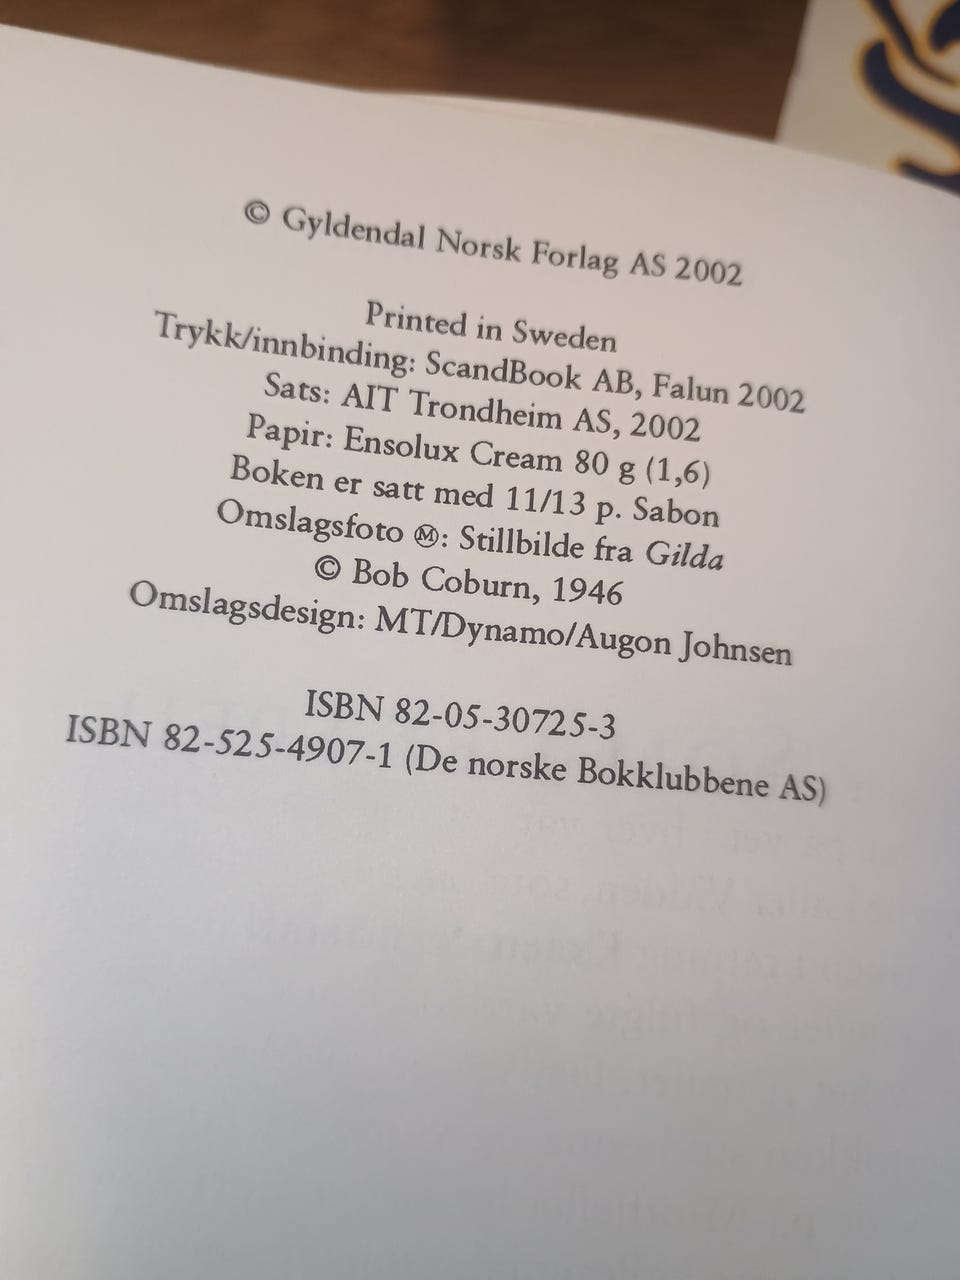 © Gyldendal Norsk Forlag AS 2002
Printed in Sweden
Trykk/innbinding: ScandBook AB, Falun 2002
Sats: AIT Trondheim AS, 2002
Papir: Ensolux Cream 80 g (1,6)
Boken er satt med 11/13 p. Sabon
Omslagsfoto Ⓜ: Stillbilde fra Gilda
© Bob Coburn, 1946
Omslagsdesign: MT/Dynamo/Augon Johnsen
ISBN 82-05-30725-3
ISBN 82-525-4907-1 (De norske Bokklubbene AS)